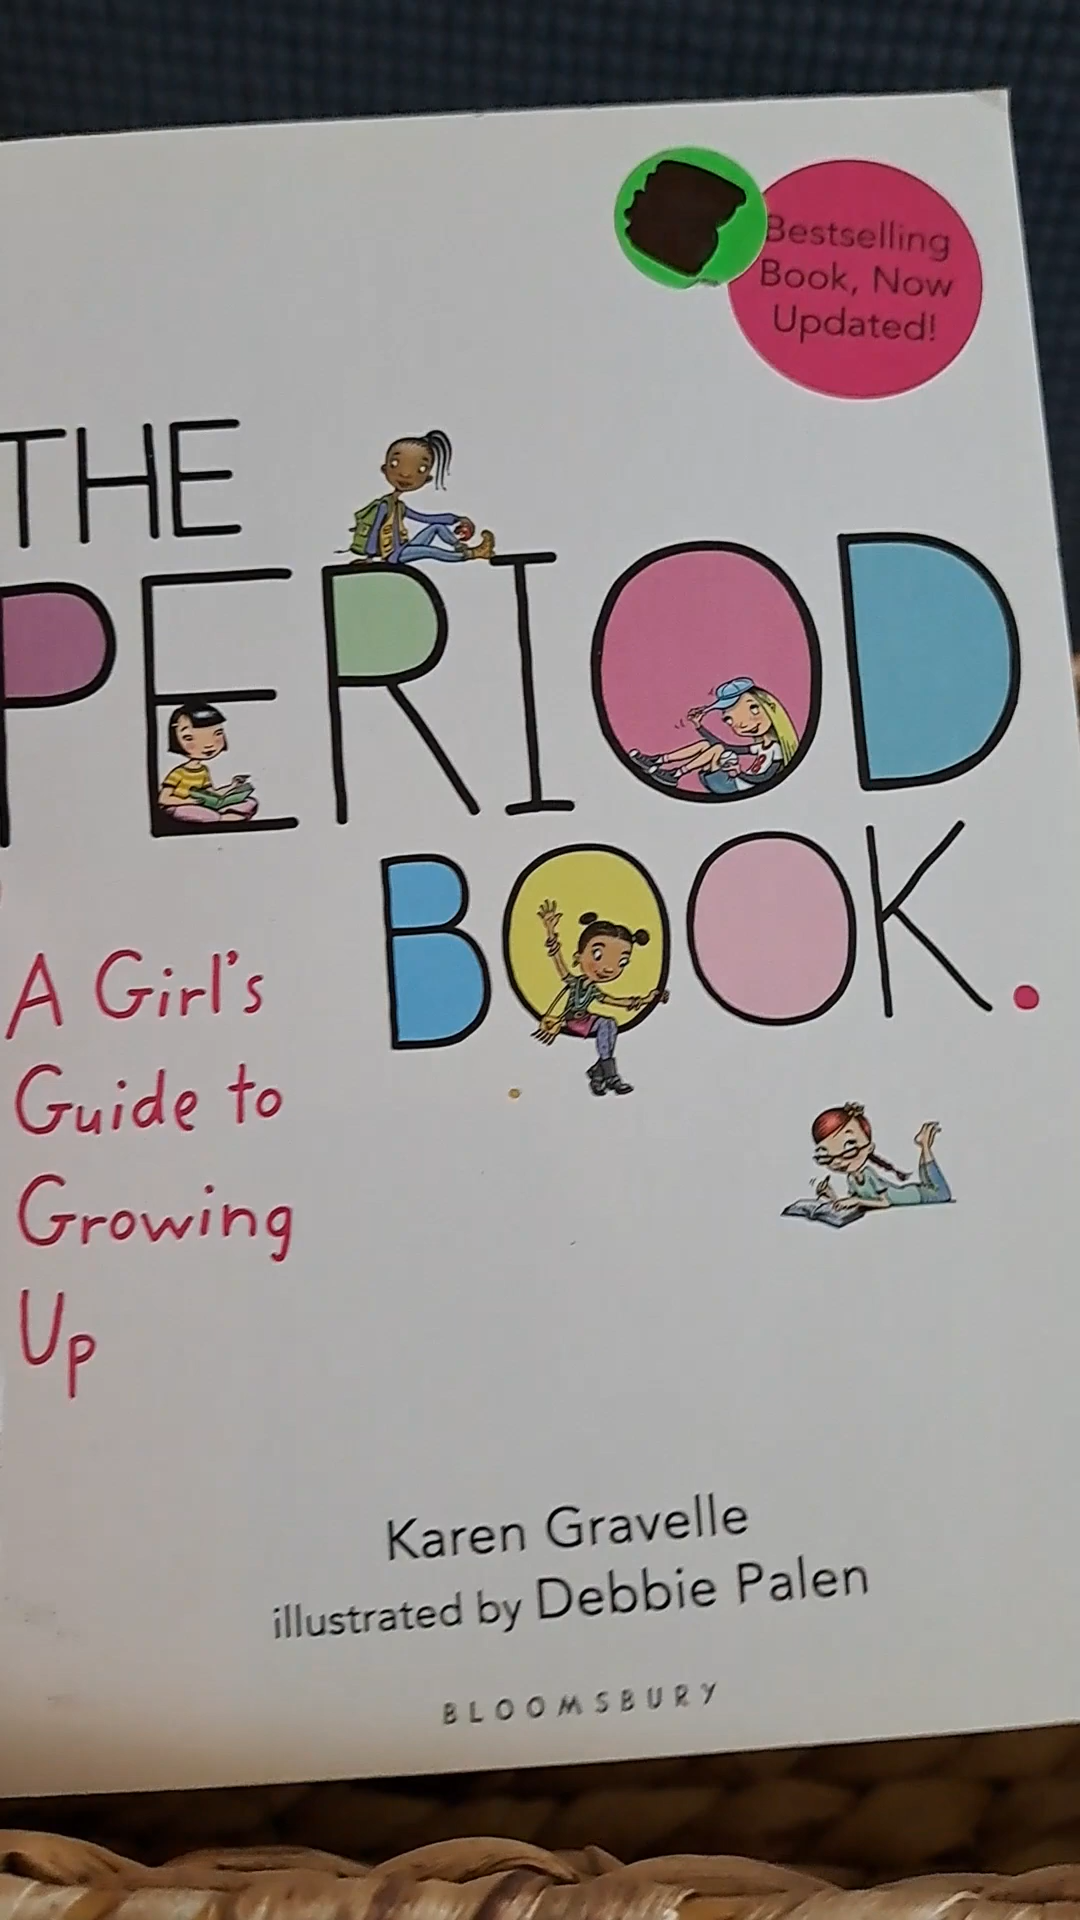 Bestselling
Book, Now
Updated!
THE
PERIOD
BOOK.
A Girl's
Guide to
Growing
Up
Karen Gravelle
illustrated by Debbie Palen
BLOOMSBURY